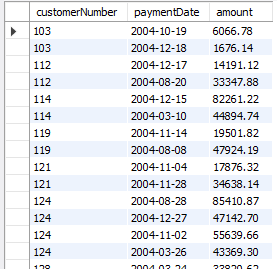 customerNumber paymentDate amount
103 2004-10-19 6066.78
103 2004-12-18 1676.14
112 2004-12-17 14191.12
112 2004-08-20 33347.88
114 2004-12-15 82261.22
114 2004-03-10 44894.74
119 2004-11-14 19501.82
119 2004-08-08 47924.19
121 2004-11-04 17876.32
121 2004-11-28 34638.14
124 2004-08-28 85410.87
124 2004-12-27 47142.70
124 2004-11-02 55639.66
124 2004-03-26 43369.30